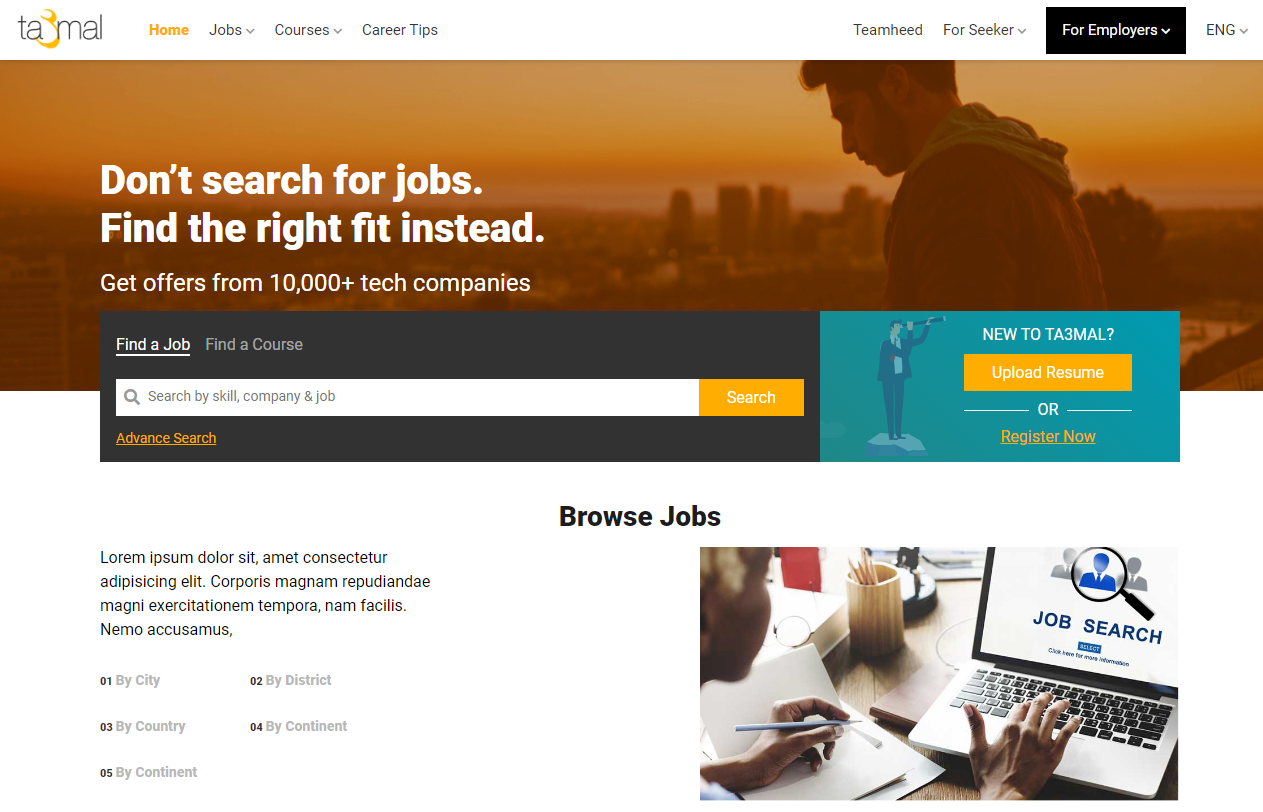 ta3mal
Home Jobs Courses Career Tips Teamheed For Seeker For Employers ENG
Don’t search for jobs.
Find the right fit instead.
Get offers from 10,000+ tech companies
Find a Job Find a Course
Search by skill, company & job Search
Advance Search
NEW TO TA3MAL?
Upload Resume
OR
Register Now
Browse Jobs
Lorem ipsum dolor sit, amet consectetur
adipisicing elit. Corporis magnam repudiandae
magni exercitationem tempora, nam facilis.
Nemo accusamus,
01 By City 02 By District
03 By Country 04 By Continent
05 By Continent
JOB SEARCH
SELECT
Click here for more information